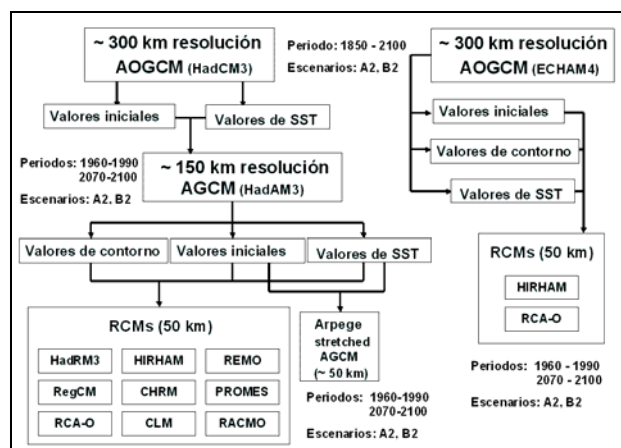 ~ 300 km resolución
AOGCM (HadCM3)
Periodo: 1850 - 2100
Escenarios: A2, B2
~ 300 km resolución
AOGCM (ECHAM4)
Valores iniciales
Valores de SST
Valores iniciales
Valores de contorno
Valores de SST
Periodos: 1960-1990
2070-2100
Escenarios: A2, B2
~ 150 km resolución
AGCM (HadAM3)
Valores de contorno
Valores iniciales
Valores de SST
RCMs (50 km)
HIRHAM
RCA-O
RCMs (50 km)
HadRM3
HIRHAM
REMO
RegCM
CHRM
PROMES
RCA-O
CLM
RACMO
Arpege
stretched
AGCM
(~ 50 km)
Periodos: 1960-1990
2070-2100
Escenarios: A2, B2
Periodos: 1960 - 1990
2070 - 2100
Escenarios: A2, B2